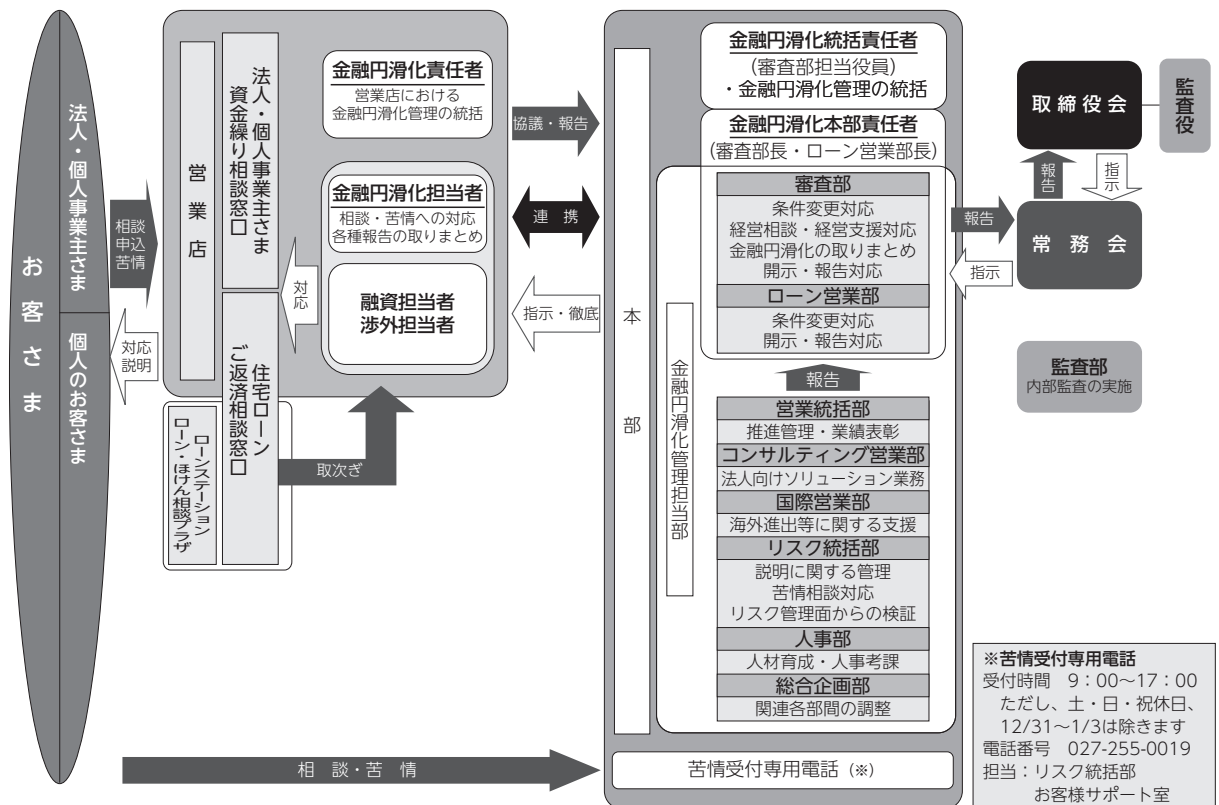 お客さま
法人・個人事業主さま
個人のお客さま
相談
申込
苦情
対応
説明
営業店
法人・個人事業主さま
資金繰り相談窓口
住宅ローン
ご返済相談窓口
ローンステーション
ローン・ほけん相談プラザ
金融円滑化責任者
営業店における
金融円滑化管理の統括
金融円滑化担当者
相談・苦情への対応
各種報告の取りまとめ
対応
融資担当者
渉外担当者
取次ぎ
協議・報告
連携
指示・徹底
本部
金融円滑化統括責任者
(審査部担当役員)
・金融円滑化管理の統括
金融円滑化本部責任者
(審査部長・ローン営業部長)
金融円滑化管理担当部
審査部
条件変更対応
経営相談・経営支援対応
金融円滑化の取りまとめ
開示・報告対応
ローン営業部
条件変更対応
開示・報告対応
報告
営業統括部
推進管理・業績表彰
コンサルティング営業部
法人向けソリューション業務
国際営業部
海外進出等に関する支援
リスク統括部
説明に関する管理
苦情相談対応
リスク管理面からの検証
人事部
人材育成・人事考課
総合企画部
関連各部間の調整
相談・苦情
苦情受付専用電話(※)
報告
指示
取締役会
監査役
報告
指示
常務会
監査部
内部監査の実施
※苦情受付専用電話
受付時間 9:00~17:00
ただし、土・日・祝休日、
12/31~1/3は除きます
電話番号 027-255-0019
担当:リスク統括部
お客様サポート室